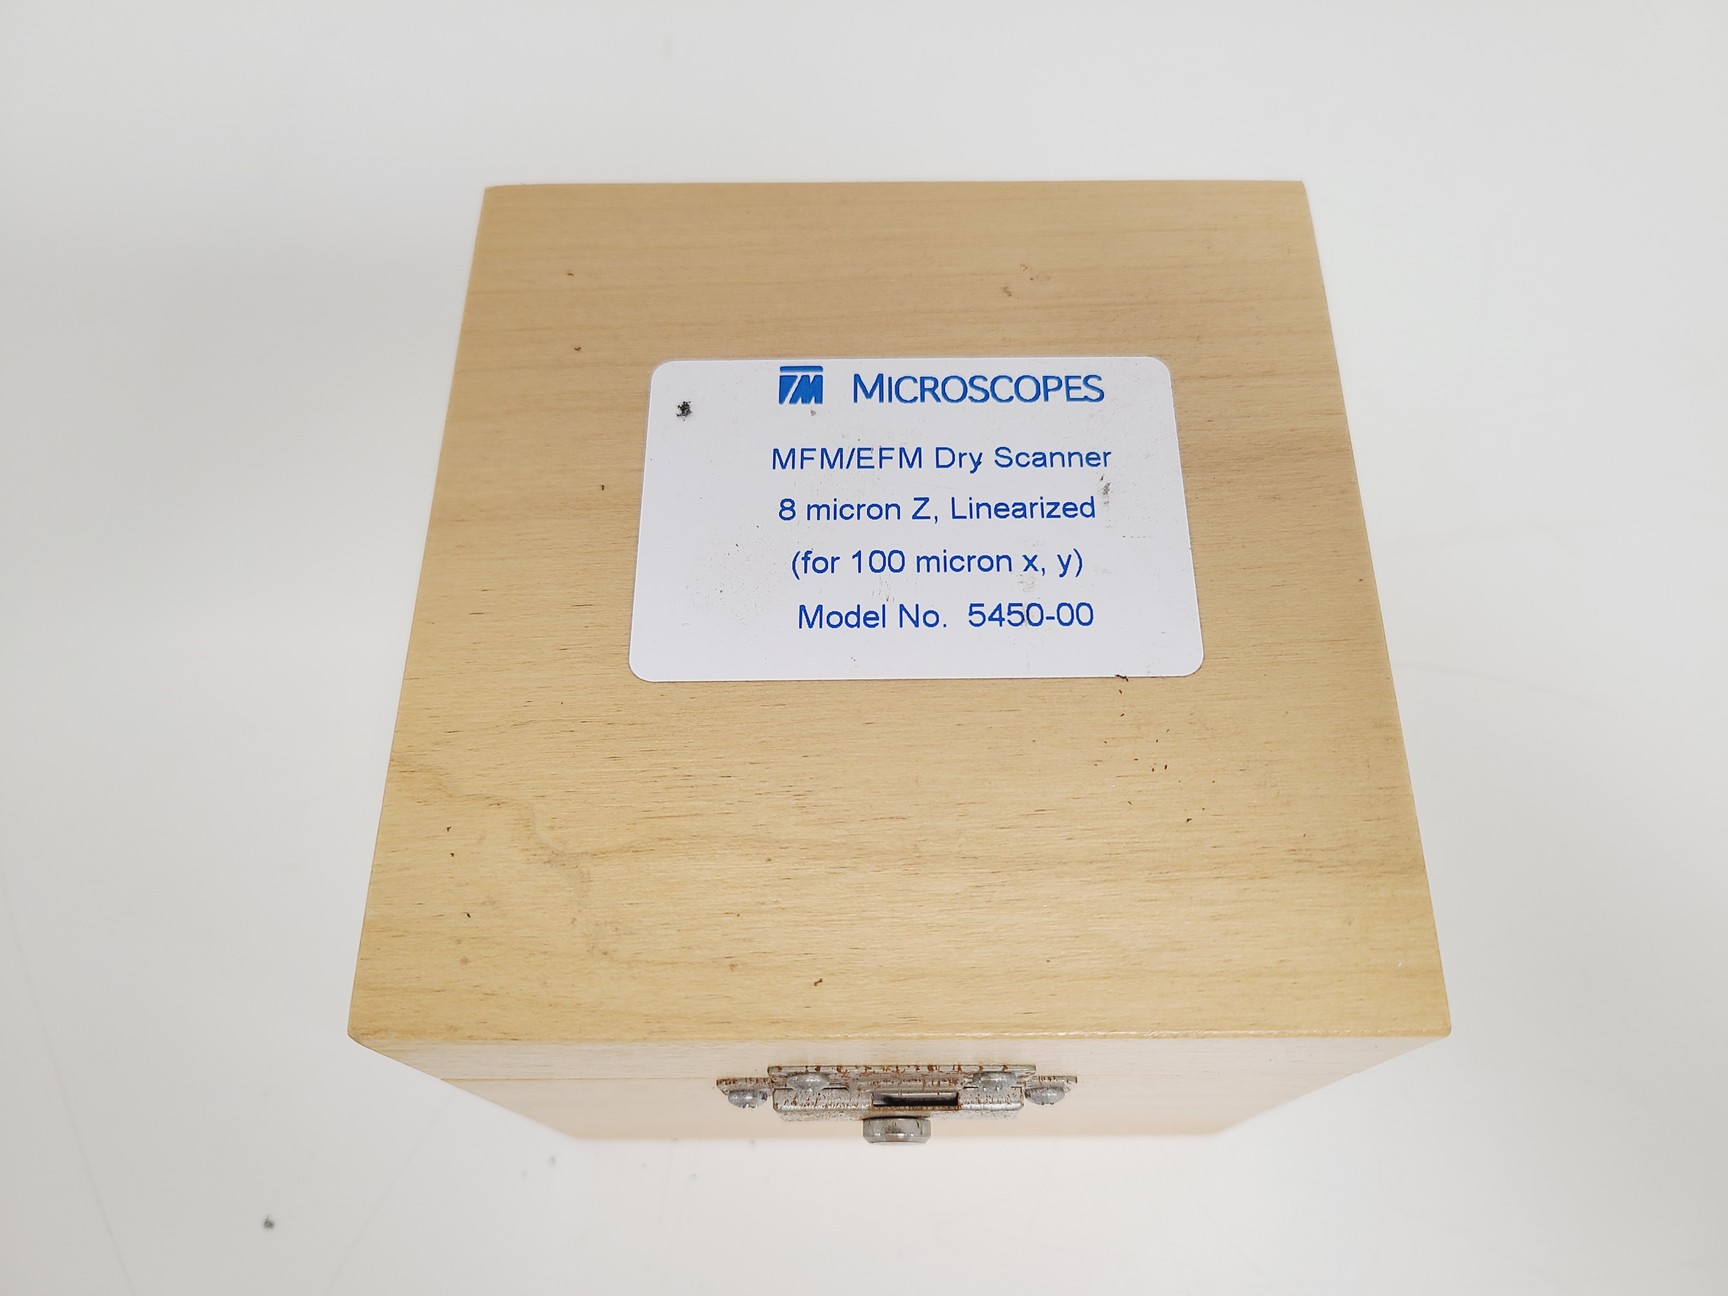 TM MICROSCOPES
MFM/EFM Dry Scanner
8 micron Z, Linearized
(for 100 micron x, y)
Model No. 5450-00